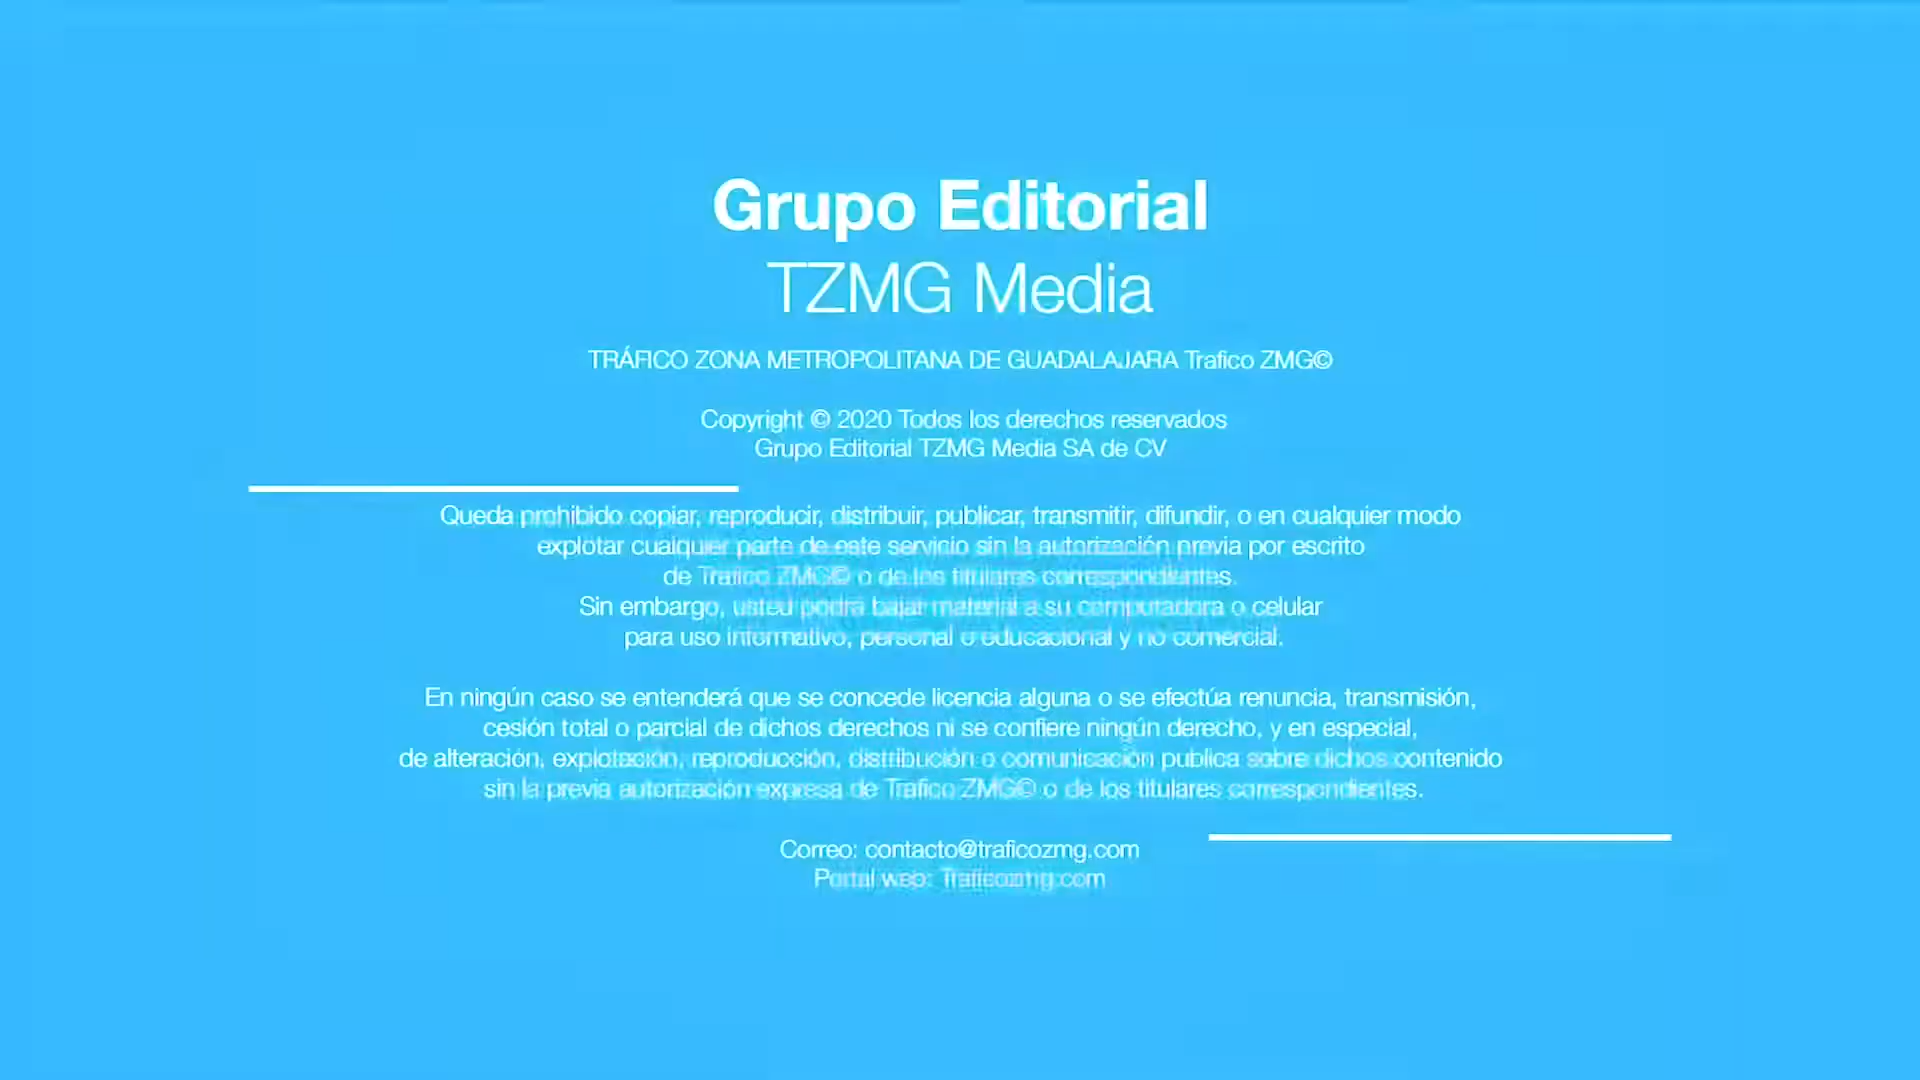 Grupo Editorial
TZMG Media
TRÁFICO ZONA METROPOLITANA DE GUADALAJARA Trafico ZMG©
Copyright © 2020 Todos los derechos reservados
Grupo Editorial TZMG Media SA de CV
Queda prohibido copiar, reproducir, distribuir, publicar, transmitir, difundir, o en cualquier modo
explotar cualquier parte de este servicio sin la autorización previa por escrito
de Trafico ZMG© o de los titulares correspondientes.
Sin embargo, usted podrá bajar material a su computadora o celular
para uso informativo, personal o educacional y no comercial.
En ningún caso se entenderá que se concede licencia alguna o se efectúa renuncia, transmisión,
cesión total o parcial de dichos derechos ni se confiere ningún derecho, y en especial,
de alteración, explotación, reproducción, distribución o comunicación publica sobre dichos contenido
sin la previa autorización expresa de Trafico ZMG© o de los titulares correspondientes.
Correo: contacto@traficozmg.com
Portal web: Traficozmg.com